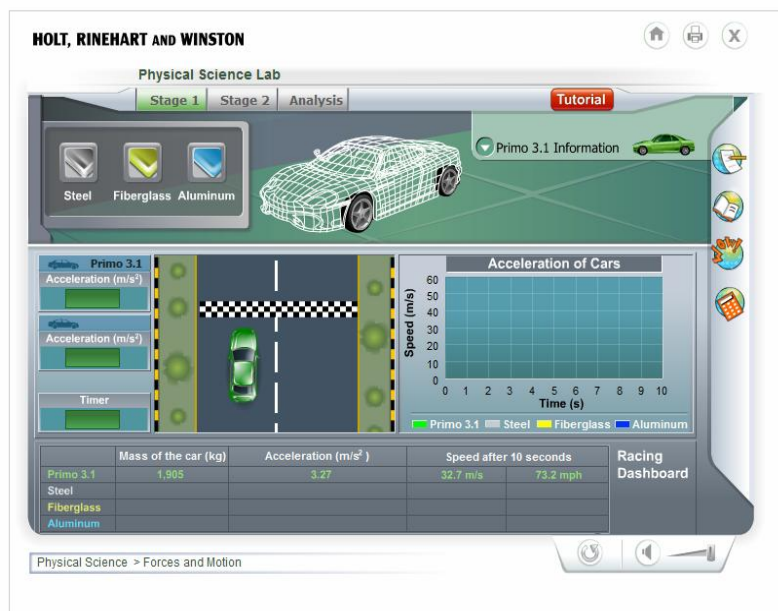 HOLT, RINEHART AND WINSTON
X
Physical Science Lab
Stage 1 Stage 2 Analysis
Tutorial
Primo 3.1 Information
Steel Fiberglass Aluminum
Primo 3.1
Acceleration (m/s²)
Acceleration (m/s²)
Timer
Acceleration of Cars
Speed (m/s)
60
50
40
30
20
10
0
0 1 2 3 4 5 6 7 8 9 10
Time (s)
Primo 3.1 Steel Fiberglass Aluminum
Mass of the car (kg) Acceleration (m/s²) Speed after 10 seconds
Primo 3.1 1,905 3.27 32.7 m/s 73.2 mph
Steel
Fiberglass
Aluminum
Racing
Dashboard
Physical Science > Forces and Motion